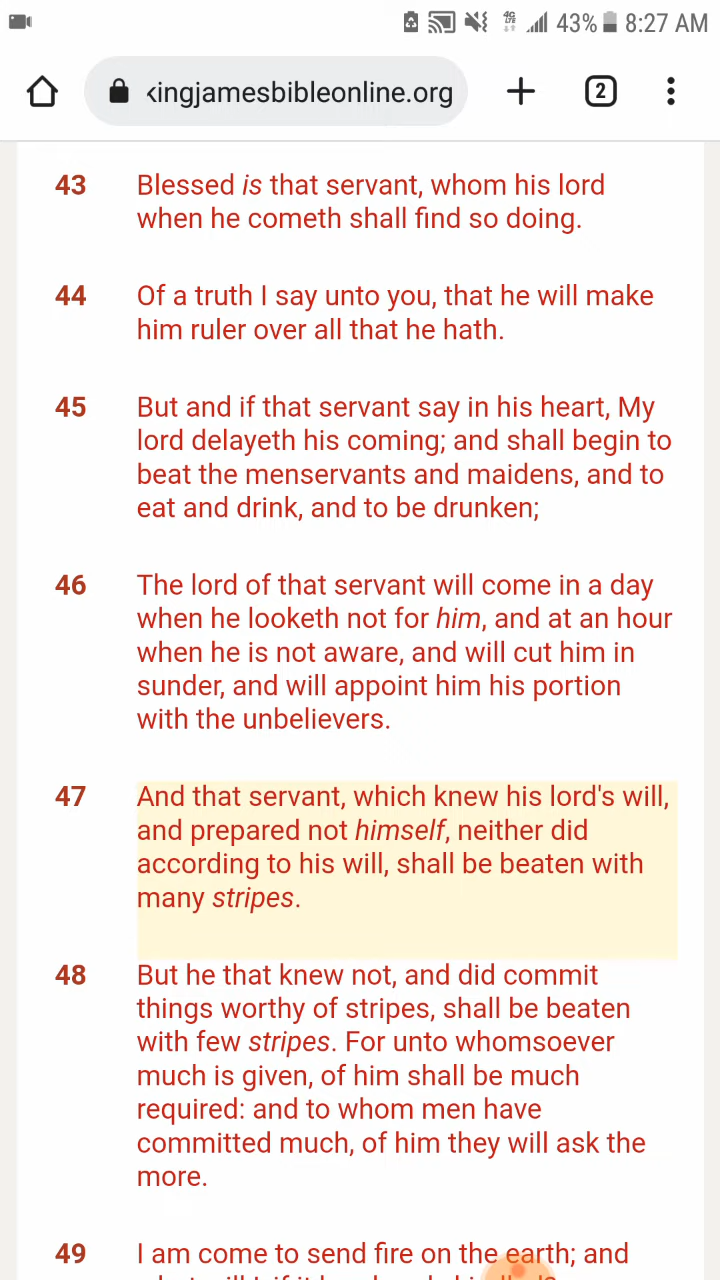 43% 8:27 AM
kingjamesbibleonline.org
2
43 Blessed is that servant, whom his lord
when he cometh shall find so doing.
44 Of a truth I say unto you, that he will make
him ruler over all that he hath.
45 But and if that servant say in his heart, My
lord delayeth his coming; and shall begin to
beat the menservants and maidens, and to
eat and drink, and to be drunken;
46 The lord of that servant will come in a day
when he looketh not for him, and at an hour
when he is not aware, and will cut him in
sunder, and will appoint him his portion
with the unbelievers.
47 And that servant, which knew his lord's will,
and prepared not himself, neither did
according to his will, shall be beaten with
many stripes.
48 But he that knew not, and did commit
things worthy of stripes, shall be beaten
with few stripes. For unto whomsoever
much is given, of him shall be much
required: and to whom men have
committed much, of him they will ask the
more.
49 I am come to send fire on the earth; and